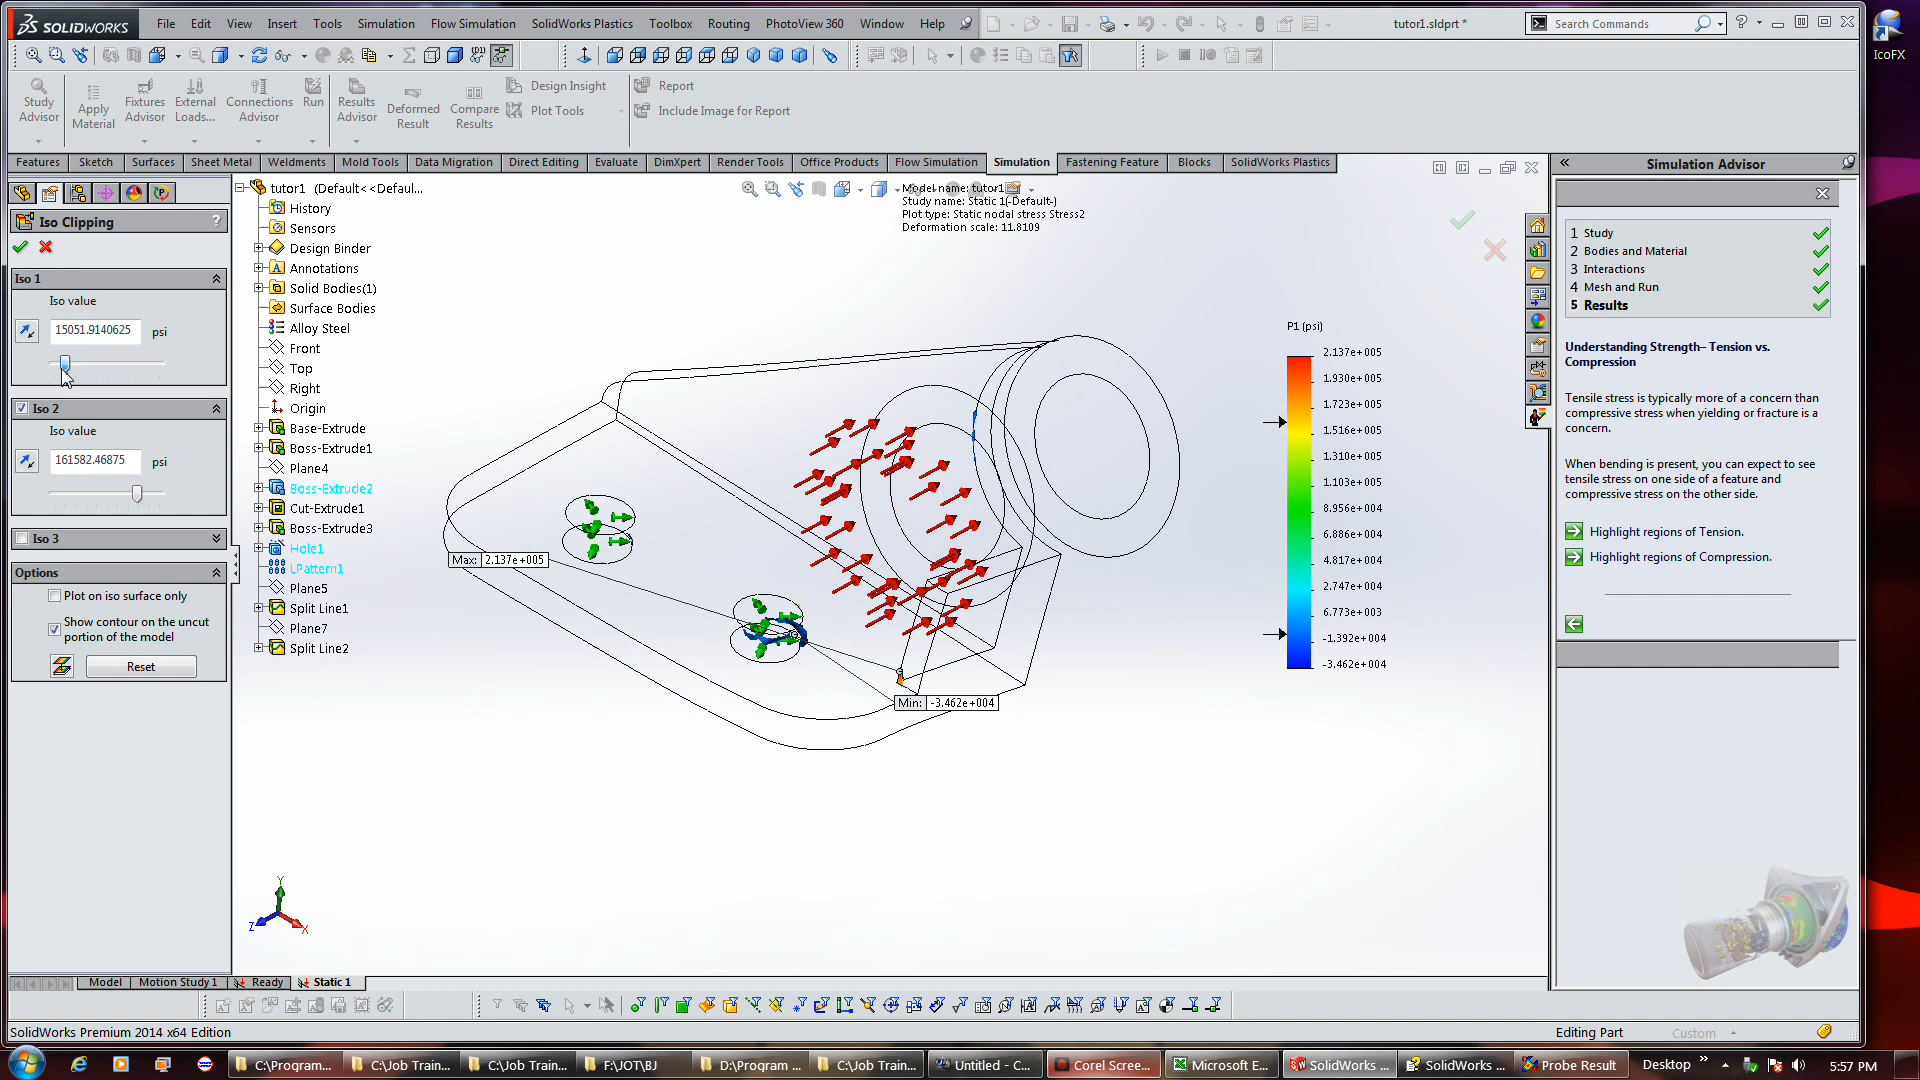 SOLIDWORKS
File Edit View Insert Tools Simulation Flow Simulation SolidWorks Plastics Toolbox Routing PhotoView 360 Window Help
tutor1.sldprt *
Search Commands
IcoFX
Study Advisor
Apply Material
Fixtures Advisor
External Loads...
Connections Advisor
Run
Results Advisor
Deformed Result
Compare Results
Design Insight
Plot Tools
Report
Include Image for Report
Features Sketch Surfaces Sheet Metal Weldments Mold Tools Data Migration Direct Editing Evaluate DimXpert Render Tools Office Products Flow Simulation Simulation Fastening Feature Blocks SolidWorks Plastics
Iso Clipping
?
Iso 1
Iso value
15051.9140625 psi
Iso 2
Iso value
161582.46875 psi
Iso 3
Options
Plot on iso surface only
Show contour on the uncut
portion of the model
Reset
tutor1 (Default<<Defaul...
History
Sensors
Design Binder
Annotations
Solid Bodies(1)
Surface Bodies
Alloy Steel
Front
Top
Right
Origin
Base-Extrude
Boss-Extrude1
Plane4
Boss-Extrude2
Cut-Extrude1
Boss-Extrude3
Hole1
LPattern1
Plane5
Split Line1
Plane7
Split Line2
Model name: tutor1
Study name: Static 1(-Default-)
Plot type: Static nodal stress Stress2
Deformation scale: 11.8109
Max: 2.137e+005
Min: -3.462e+004
P1 (psi)
2.137e+005
1.930e+005
1.723e+005
1.516e+005
1.310e+005
1.103e+005
8.956e+004
6.886e+004
4.817e+004
2.747e+004
6.773e+003
-1.392e+004
-3.462e+004
Y
Z
X
Simulation Advisor
1 Study
2 Bodies and Material
3 Interactions
4 Mesh and Run
5 Results
Understanding Strength– Tension vs.
Compression
Tensile stress is typically more of a concern than
compressive stress when yielding or fracture is a
concern.
When bending is present, you can expect to see
tensile stress on one side of a feature and
compressive stress on the other side.
Highlight regions of Tension.
Highlight regions of Compression.
Model Motion Study 1 Ready Static 1
SolidWorks Premium 2014 x64 Edition
Editing Part
Custom
C:\Program... C:\Job Train... C:\Job Train... F:\JOT\BJ D:\Program ... C:\Job Train... Untitled - C... Corel Scree... Microsoft E... SolidWorks ... SolidWorks ... Probe Result Desktop 5:57 PM